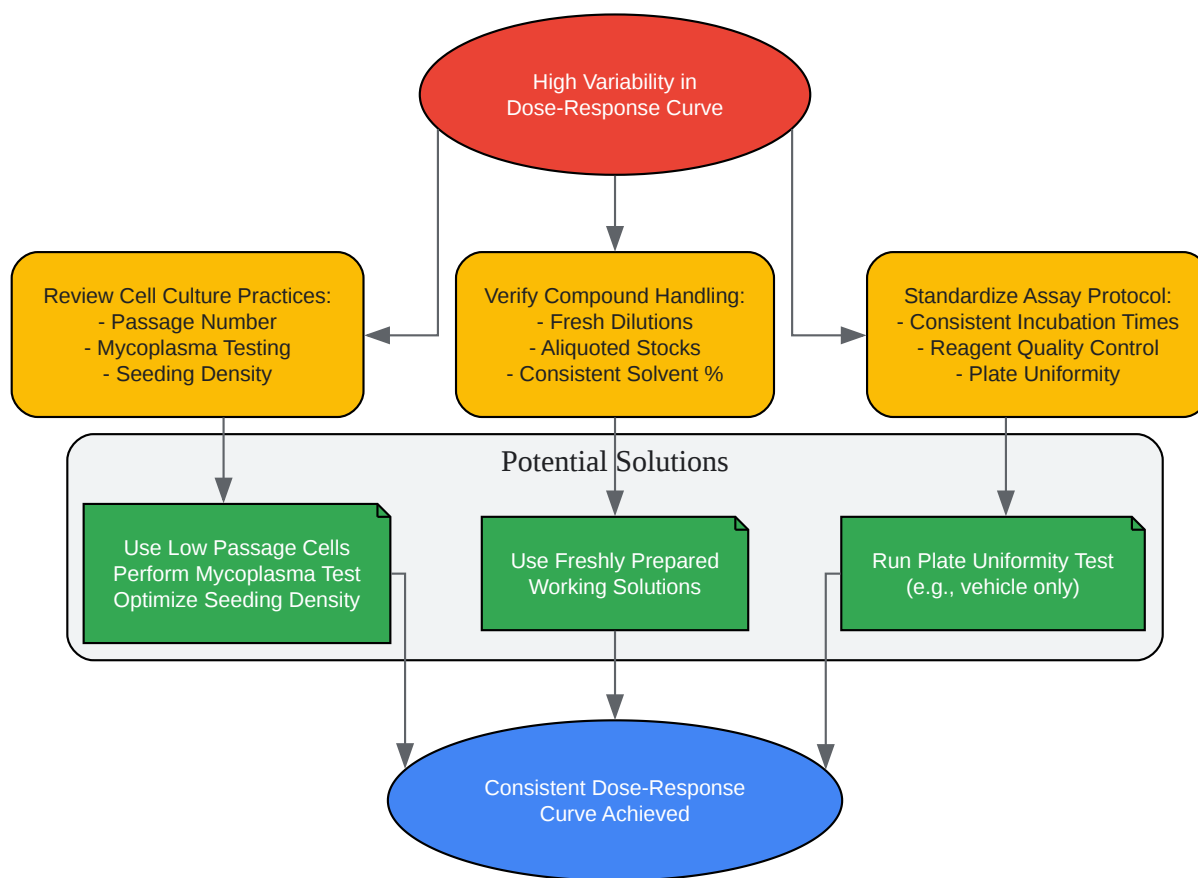 High Variability in
Dose-Response Curve
Review Cell Culture Practices:
- Passage Number
- Mycoplasma Testing
- Seeding Density
Verify Compound Handling:
- Fresh Dilutions
- Aliquoted Stocks
- Consistent Solvent %
Standardize Assay Protocol:
- Consistent Incubation Times
- Reagent Quality Control
- Plate Uniformity
Potential Solutions
Use Low Passage Cells
Perform Mycoplasma Test
Optimize Seeding Density
Use Freshly Prepared
Working Solutions
Run Plate Uniformity Test
(e.g., vehicle only)
Consistent Dose-Response
Curve Achieved